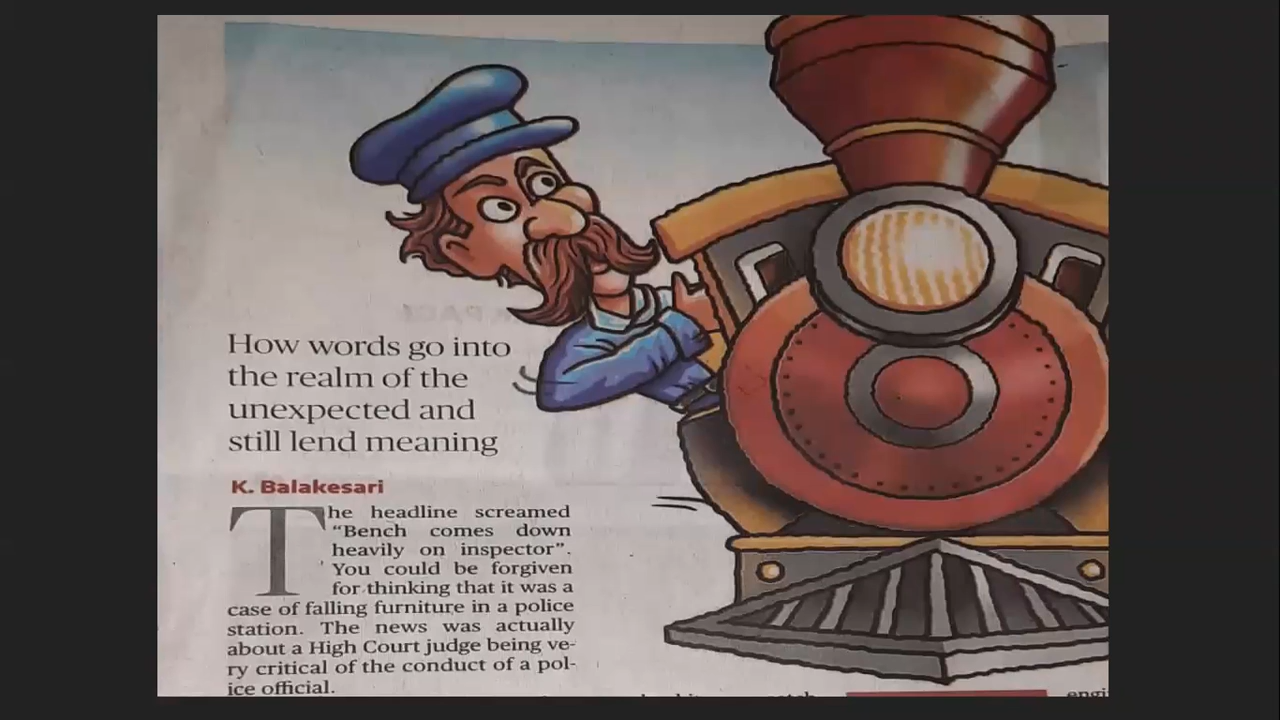 How words go into
the realm of the
unexpected and
still lend meaning
K. Balakesari
The headline screamed
“Bench comes down
heavily on inspector”.
You could be forgiven
for thinking that it was a
case of falling furniture in a police
station. The news was actually
about a High Court judge being ve-
ry critical of the conduct of a pol-
ice official.